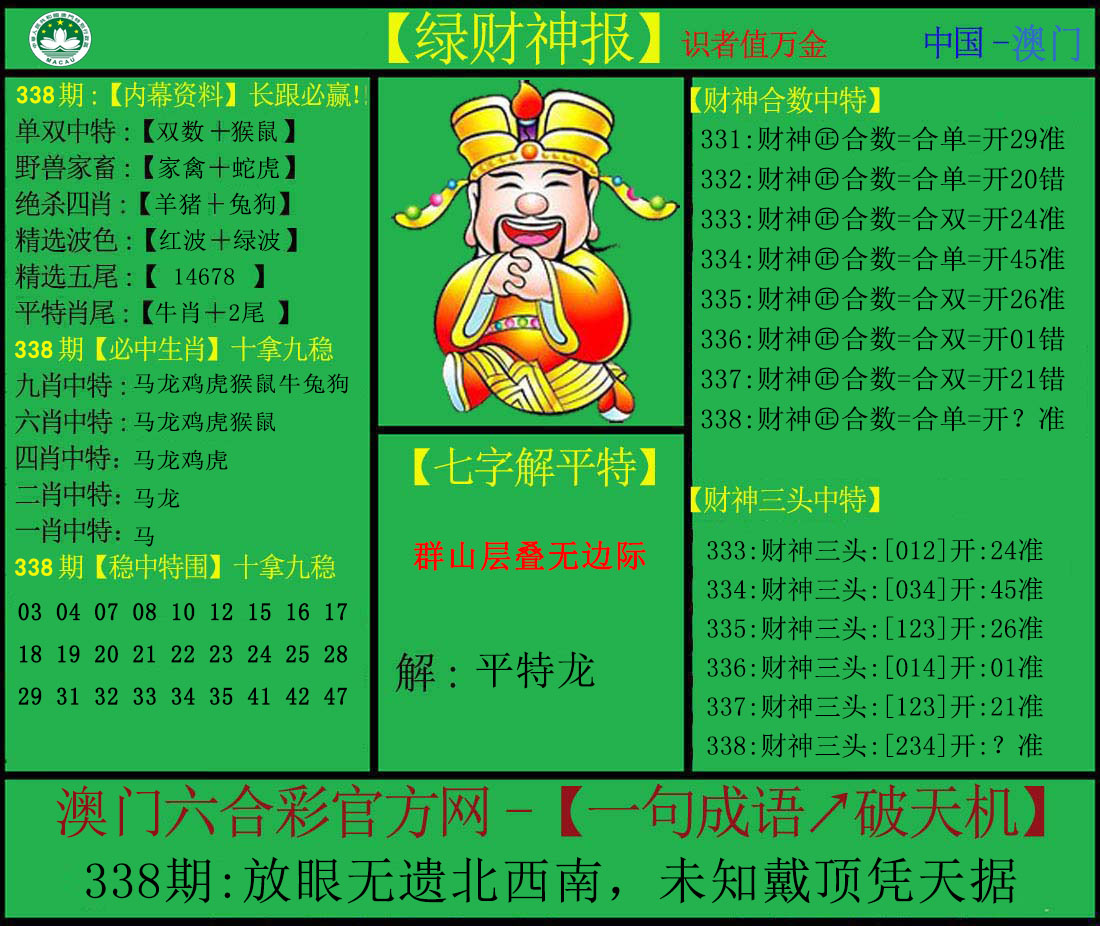 【绿财神报】识者值万金
中国-澳门
MACAU
338期:【内幕资料】长跟必赢!
单双中特:【双数+猴鼠】
野兽家畜:【家禽+蛇虎】
绝杀四肖:【羊猪+兔狗】
精选波色:【红波+绿波】
精选五尾:【 14678 】
平特肖尾:【牛肖+2尾 】
338期【必中生肖】十拿九稳
九肖中特:马龙鸡虎猴鼠牛兔狗
六肖中特:马龙鸡虎猴鼠
四肖中特:马龙鸡虎
二肖中特:马龙
一肖中特:马
338期【稳中特围】十拿九稳
03 04 07 08 10 12 15 16 17
18 19 20 21 22 23 24 25 28
29 31 32 33 34 35 41 42 47
【七字解平特】
群山层叠无边际
解:平特龙
【财神合数中特】
331:财神㊣合数=合单=开29准
332:财神㊣合数=合单=开20错
333:财神㊣合数=合双=开24准
334:财神㊣合数=合单=开45准
335:财神㊣合数=合双=开26准
336:财神㊣合数=合双=开01错
337:财神㊣合数=合双=开21错
338:财神㊣合数=合单=开？准
【财神三头中特】
333:财神三头:[012]开:24准
334:财神三头:[034]开:45准
335:财神三头:[123]开:26准
336:财神三头:[014]开:01准
337:财神三头:[123]开:21准
338:财神三头:[234]开:？准
澳门六合彩官方网-【一句成语↗破天机】
338期:放眼无遗北西南，未知戴顶凭天据